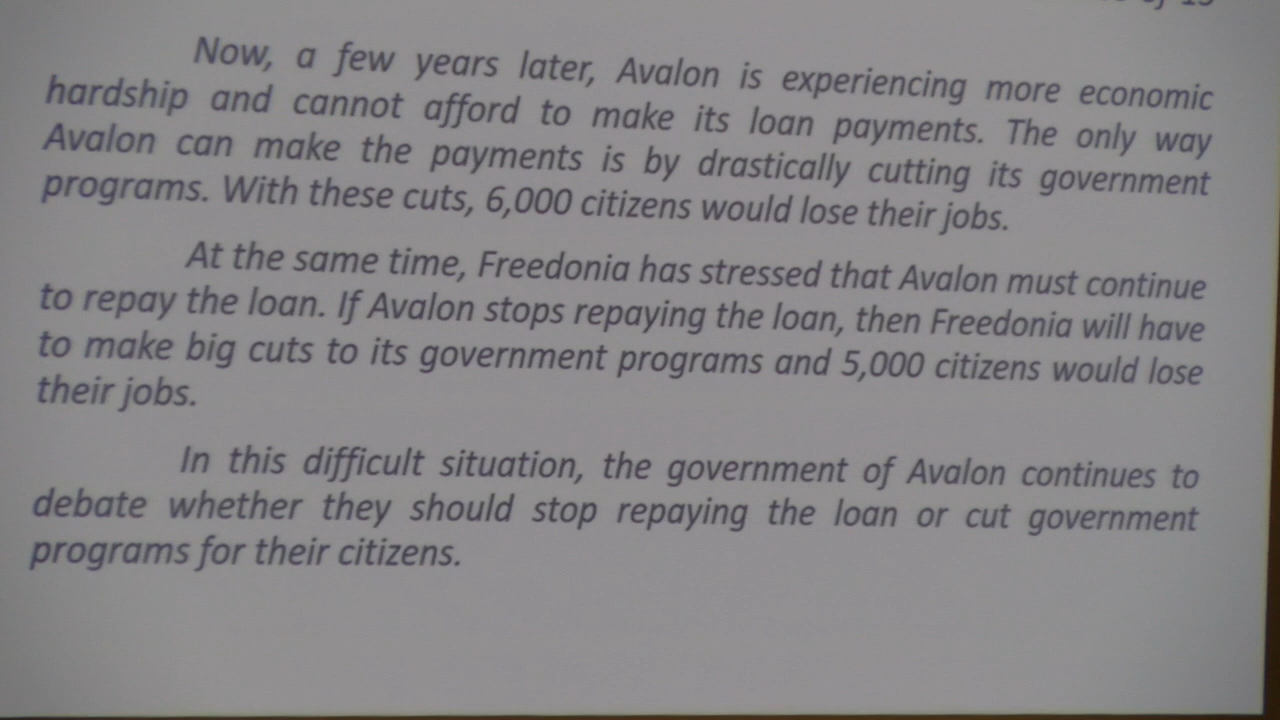 Now, a few years later, Avalon is experiencing more economic
hardship and cannot afford to make its loan payments. The only way
Avalon can make the payments is by drastically cutting its government
programs. With these cuts, 6,000 citizens would lose their jobs.
At the same time, Freedonia has stressed that Avalon must continue
to repay the loan. If Avalon stops repaying the loan, then Freedonia will have
to make big cuts to its government programs and 5,000 citizens would lose
their jobs.
In this difficult situation, the government of Avalon continues to
debate whether they should stop repaying the loan or cut government
programs for their citizens.